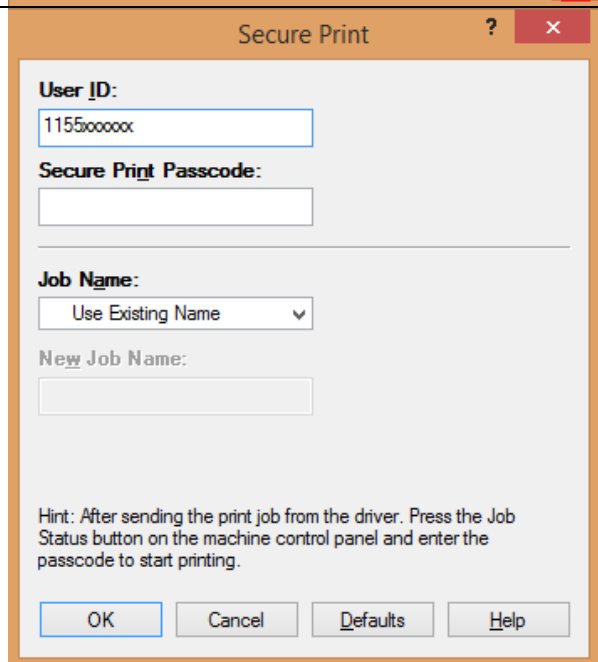 Secure Print
?
×
User ID:
1155xxxxxx
Secure Print Passcode:
Job Name:
Use Existing Name
New Job Name:
Hint: After sending the print job from the driver. Press the Job
Status button on the machine control panel and enter the
passcode to start printing.
OK
Cancel
Defaults
Help